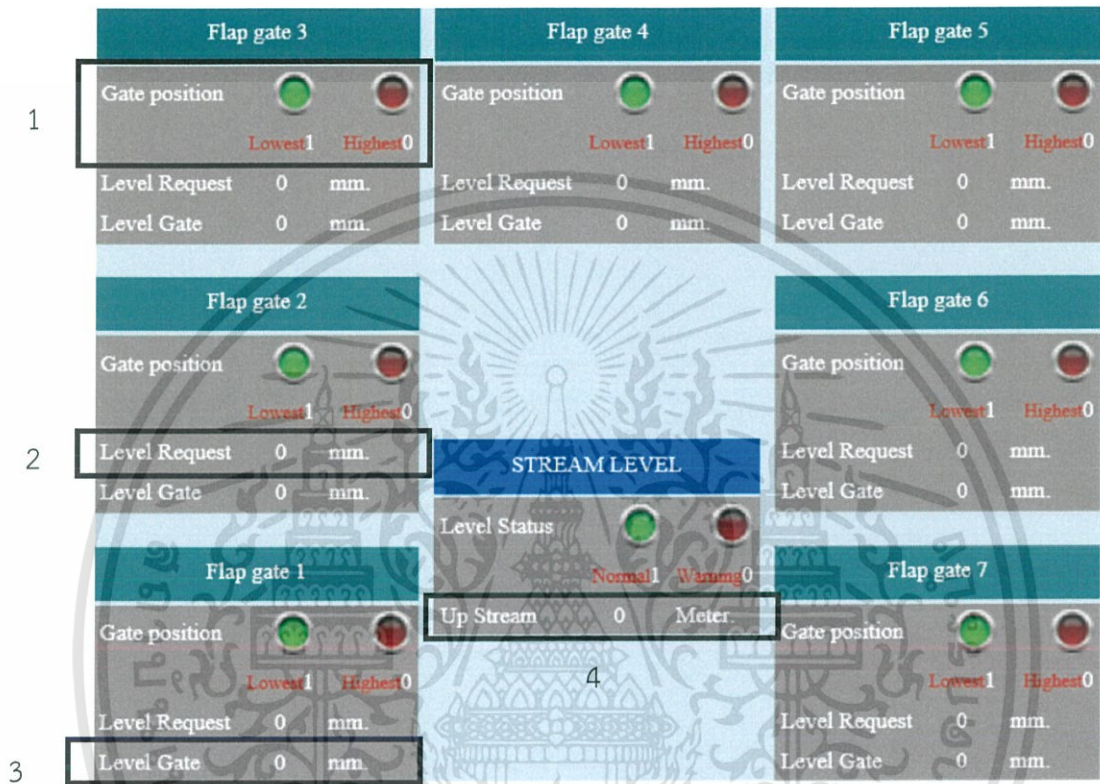 Flap gate 3
Gate position
Lowest1 Highest0
Level Request 0 mm.
Level Gate 0 mm.
Flap gate 4
Gate position
Lowest1 Highest0
Level Request 0 mm.
Level Gate 0 mm.
Flap gate 5
Gate position
Lowest1 Highest0
Level Request 0 mm.
Level Gate 0 mm.
1
Flap gate 2
Gate position
Lowest1 Highest0
Level Request 0 mm.
Level Gate 0 mm.
2
STREAM LEVEL
Level Status
Normal1 Warning0
Up Stream 0 Meter.
4
Flap gate 6
Gate position
Lowest1 Highest0
Level Request 0 mm.
Level Gate 0 mm.
Flap gate 1
Gate position
Lowest1 Highest0
Level Request 0 mm.
Level Gate 0 mm.
3
Flap gate 7
Gate position
Lowest1 Highest0
Level Request 0 mm.
Level Gate 0 mm.